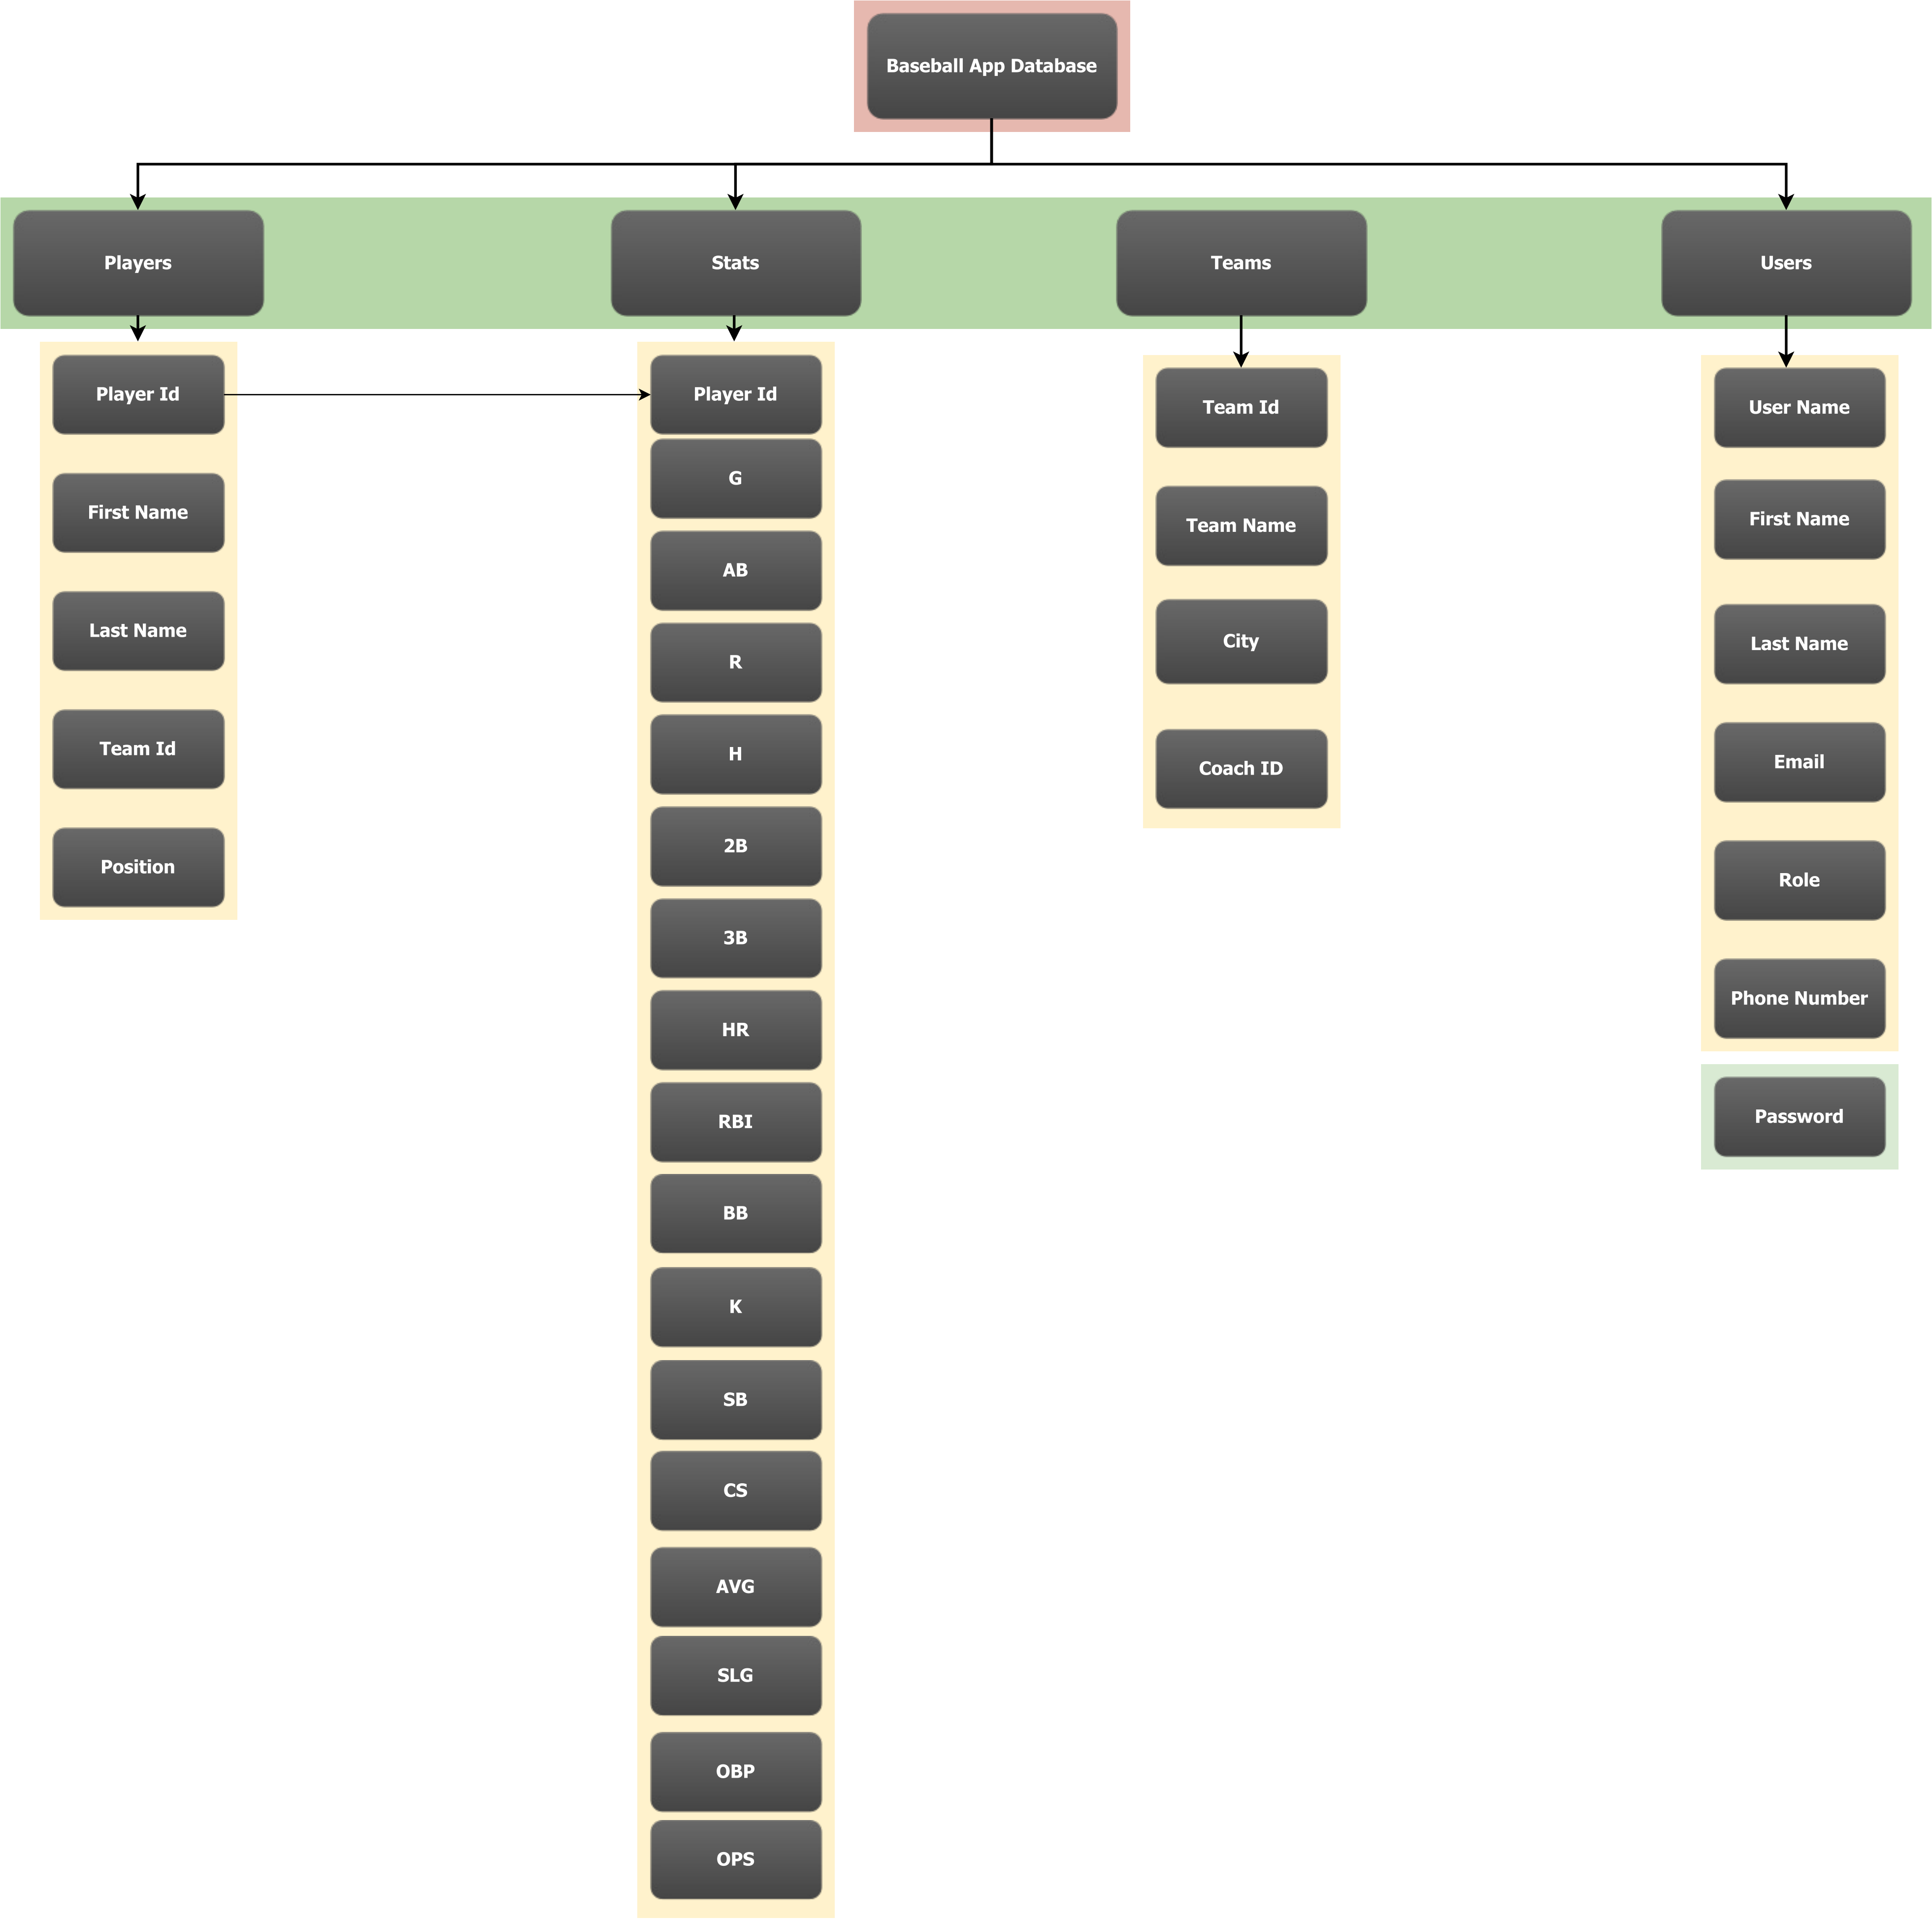 Baseball App Database
Players
Stats
Teams
Users
Player Id
First Name
Last Name
Team Id
Position
Player Id
G
AB
R
H
2B
3B
HR
RBI
BB
K
SB
CS
AVG
SLG
OBP
OPS
Team Id
Team Name
City
Coach ID
User Name
First Name
Last Name
Email
Role
Phone Number
Password